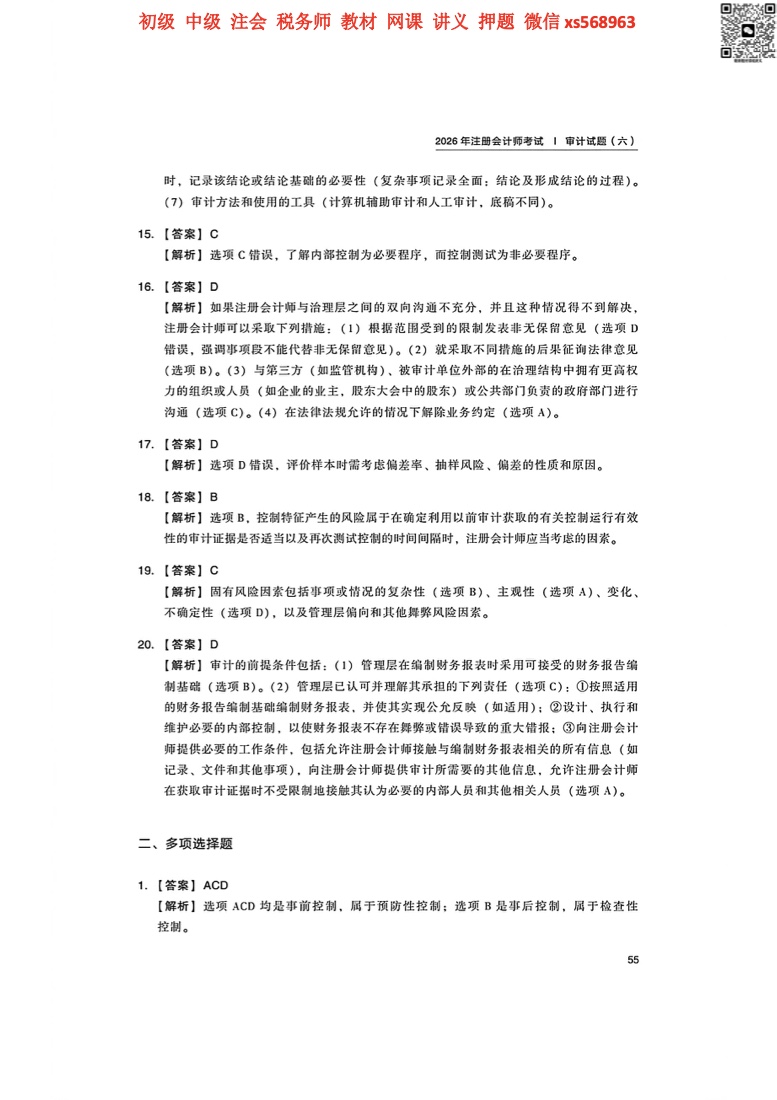 初级 中级 注会 税务师 教材 网课 讲义 押题 微信 xs568963
2026 年注册会计师考试 | 审计试题（六）
时，记录该结论或结论基础的必要性（复杂事项记录全面：结论及形成结论的过程）。
（7）审计方法和使用的工具（计算机辅助审计和人工审计，底稿不同）。
15. 【答案】C
【解析】选项 C 错误，了解内部控制为必要程序，而控制测试为非必要程序。
16. 【答案】D
【解析】如果注册会计师与治理层之间的双向沟通不充分，并且这种情况得不到解决，
注册会计师可以采取下列措施：（1）根据范围受到的限制发表非无保留意见（选项 D
错误，强调事项段不能代替非无保留意见）。（2）就采取不同措施的后果征询法律意见
（选项 B）。（3）与第三方（如监管机构）、被审计单位外部的在治理结构中拥有更高权
力的组织或人员（如企业的业主，股东大会中的股东）或公共部门负责的政府部门进行
沟通（选项 C）。（4）在法律法规允许的情况下解除业务约定（选项 A）。
17. 【答案】D
【解析】选项 D 错误，评价样本时需考虑偏差率、抽样风险、偏差的性质和原因。
18. 【答案】B
【解析】选项 B，控制特征产生的风险属于在确定利用以前审计获取的有关控制运行有效
性的审计证据是否适当以及再次测试控制的时间间隔时，注册会计师应当考虑的因素。
19. 【答案】C
【解析】固有风险因素包括事项或情况的复杂性（选项 B）、主观性（选项 A）、变化、
不确定性（选项 D），以及管理层偏向和其他舞弊风险因素。
20. 【答案】D
【解析】审计的前提条件包括：（1）管理层在编制财务报表时采用可接受的财务报告编
制基础（选项 B）。（2）管理层已认可并理解其承担的下列责任（选项 C）：①按照适用
的财务报告编制基础编制财务报表，并使其实现公允反映（如适用）；②设计、执行和
维护必要的内部控制，以使财务报表不存在舞弊或错误导致的重大错报；③向注册会计
师提供必要的工作条件，包括允许注册会计师接触与编制财务报表相关的所有信息（如
记录、文件和其他事项），向注册会计师提供审计所需要的其他信息，允许注册会计师
在获取审计证据时不受限制地接触其认为必要的内部人员和其他相关人员（选项 A）。
二、多项选择题
1. 【答案】ACD
【解析】选项 ACD 均是事前控制，属于预防性控制；选项 B 是事后控制，属于检查性
控制。
55